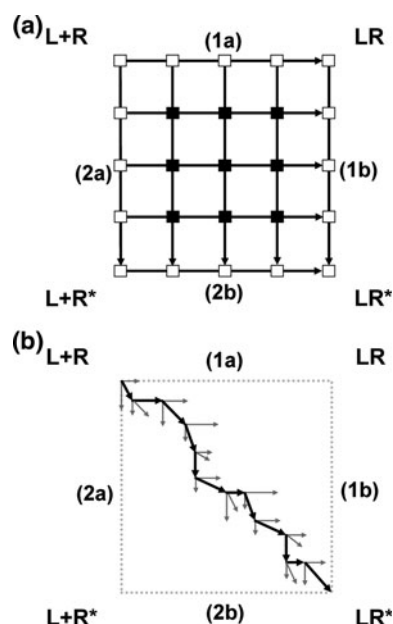 (a) L+R (1a) LR
(2a) (1b)
L+R* (2b) LR*
(b) L+R (1a) LR
(2a) (1b)
L+R* (2b) LR*